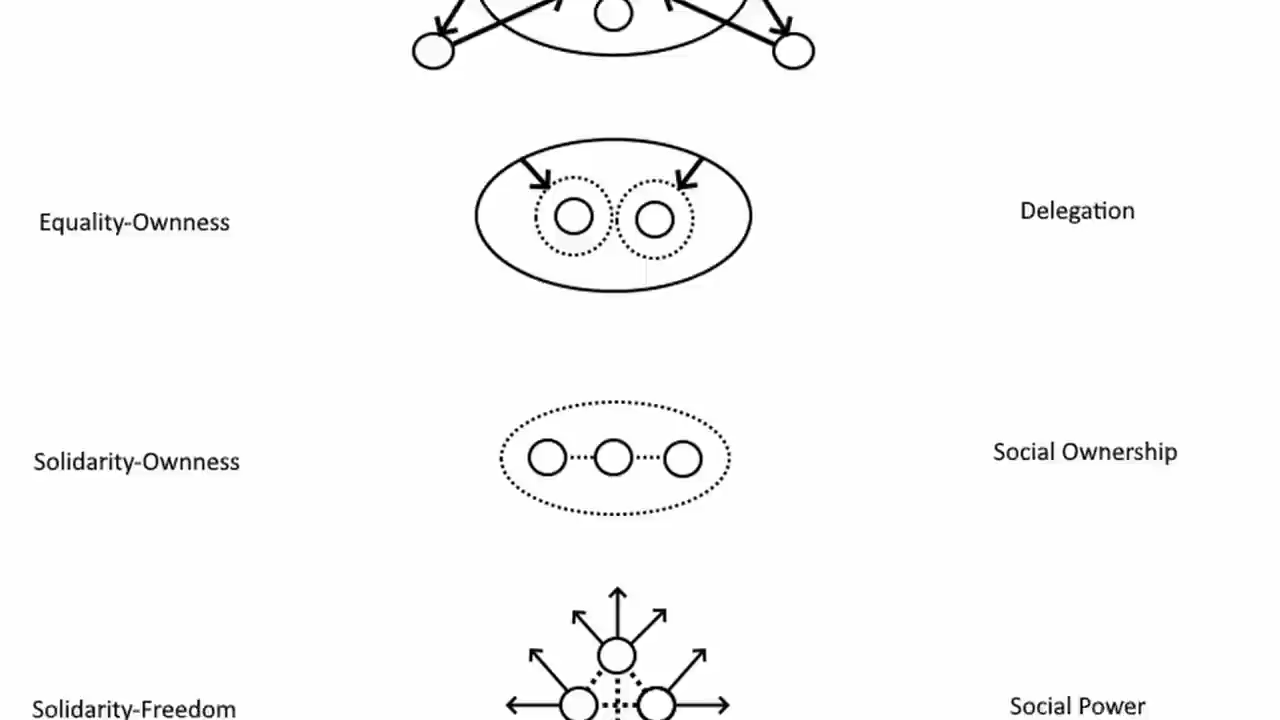 Equality-Ownness
Delegation
Solidarity-Ownness
Social Ownership
Solidarity-Freedom
Social Power